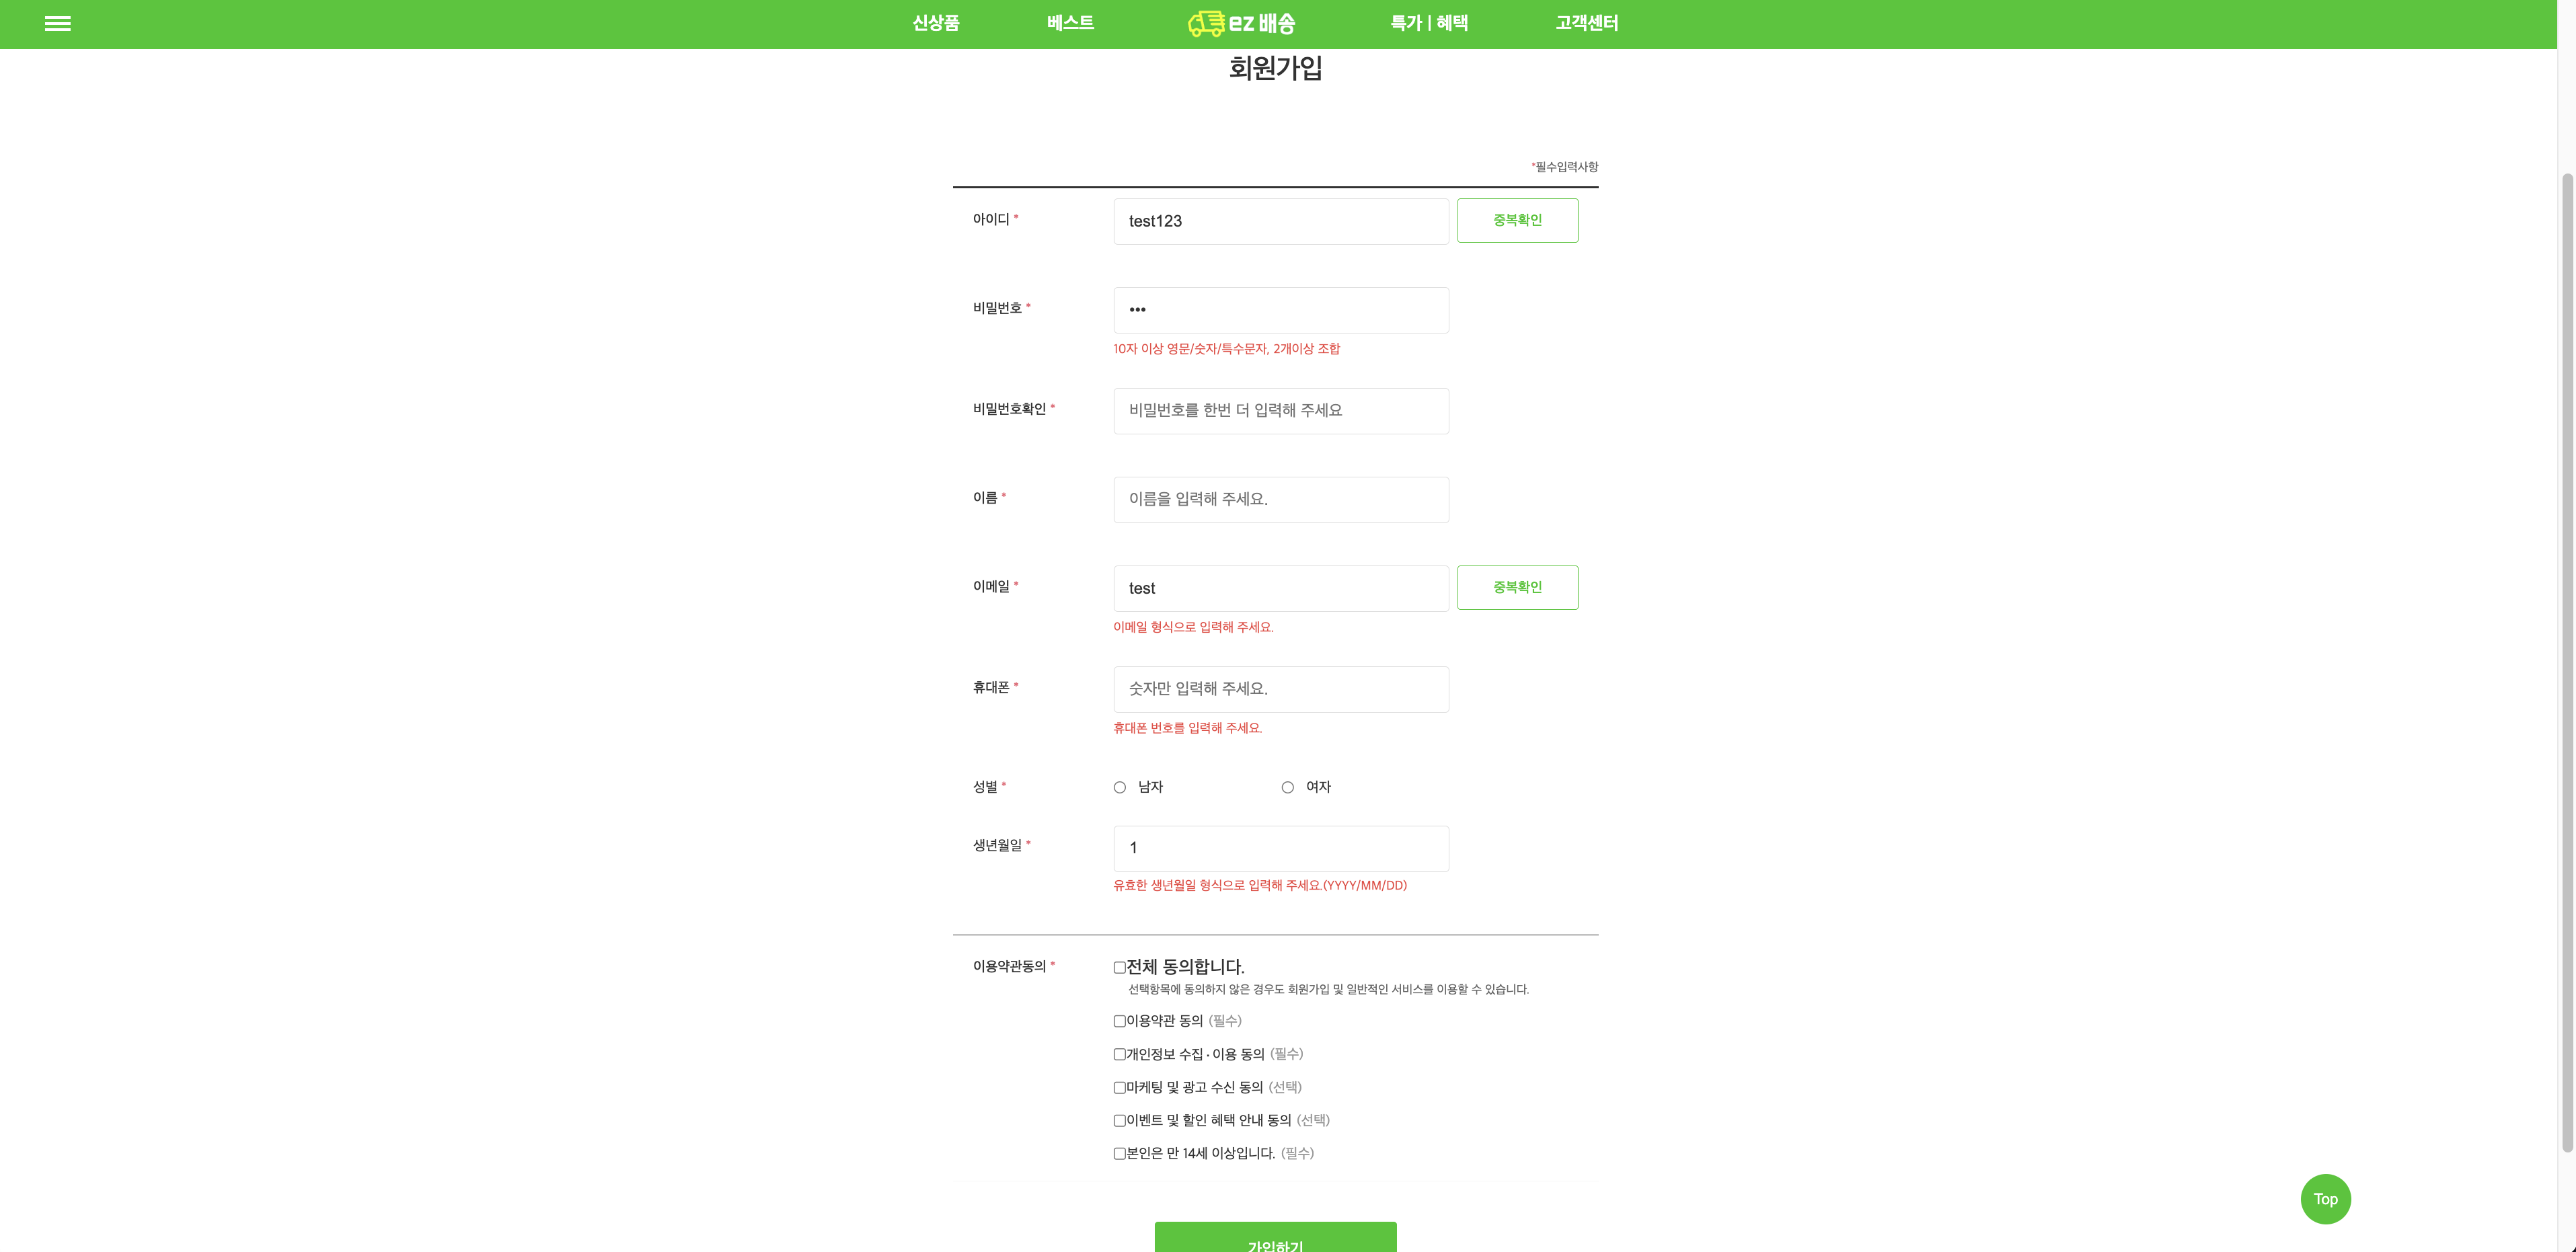 신상품 베스트 ez 배송 특가 | 혜택 고객센터
회원가입
*필수입력사항
아이디 * test123 중복확인
비밀번호 * •••
10자 이상 영문/숫자/특수문자, 2개이상 조합
비밀번호확인 * 비밀번호를 한번 더 입력해 주세요
이름 * 이름을 입력해 주세요.
이메일 * test 중복확인
이메일 형식으로 입력해 주세요.
휴대폰 * 숫자만 입력해 주세요.
휴대폰 번호를 입력해 주세요.
성별 * 남자 여자
생년월일 * 1
유효한 생년월일 형식으로 입력해 주세요.(YYYY/MM/DD)
이용약관동의 * 전체 동의합니다.
선택항목에 동의하지 않은 경우도 회원가입 및 일반적인 서비스를 이용할 수 있습니다.
이용약관 동의 (필수)
개인정보 수집·이용 동의 (필수)
마케팅 및 광고 수신 동의 (선택)
이벤트 및 할인 혜택 안내 동의 (선택)
본인은 만 14세 이상입니다. (필수)
Top
가입하기